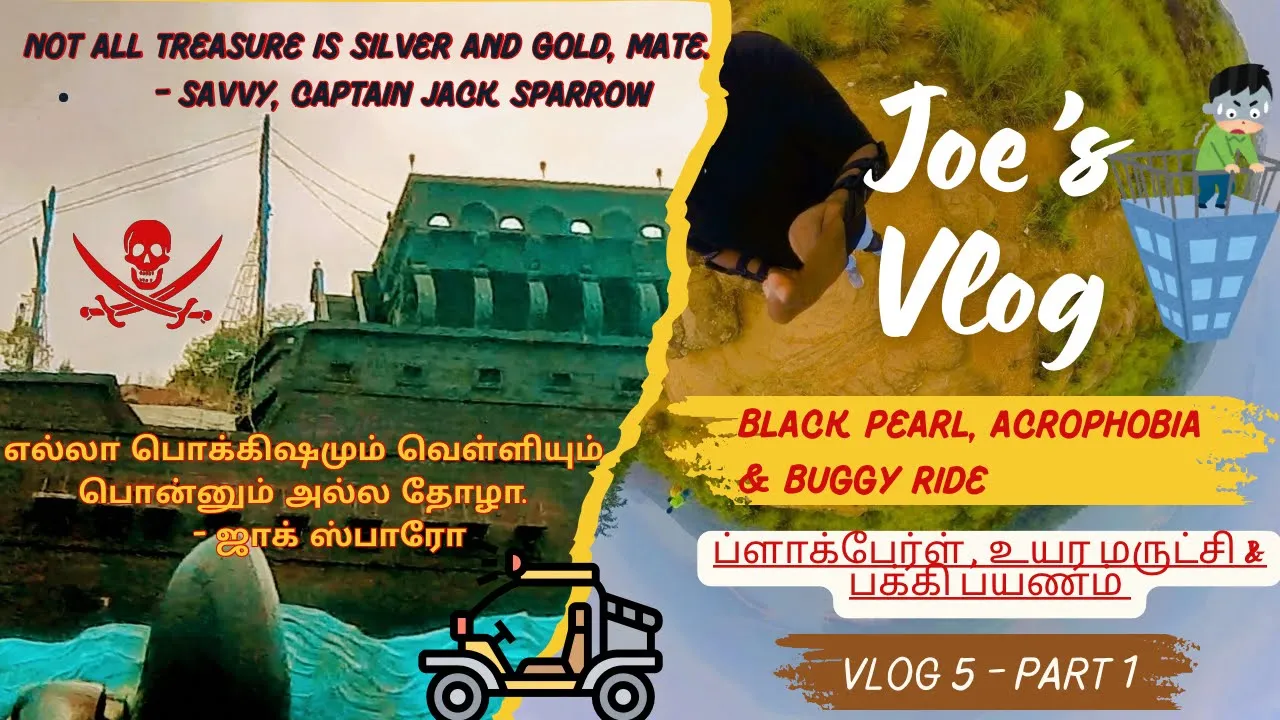 NOT ALL TREASURE IS SILVER AND GOLD, MATE.
- SAVVY, CAPTAIN JACK SPARROW
எல்லா பொக்கிஷமும் வெள்ளியும்
பொன்னும் அல்ல தோழா.
- ஜாக் ஸ்பாரோ
Joe's
Vlog
BLACK PEARL, ACROPHOBIA
& BUGGY RIDE
ப்ளாக்பேர்ள் , உயர மருட்சி &
பக்கி பயணம்
VLOG 5 - PART 1